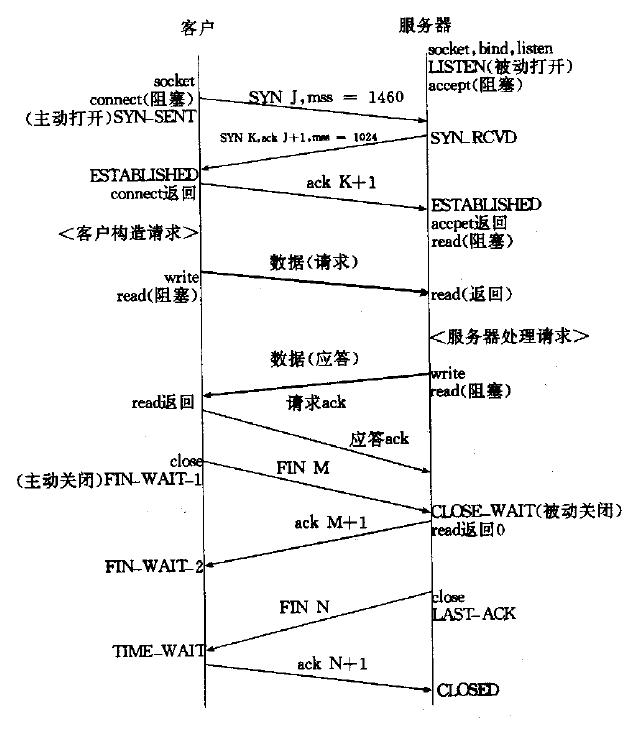 客户
服务器
socket, bind, listen
LISTEN(被动打开)
accept(阻塞)
socket
connect(阻塞)
(主动打开)SYN_SENT
SYN J, mss = 1460
SYN K, ack J+1, mss = 1024
SYN_RCVD
ESTABLISHED
connect返回
ack K+1
ESTABLISHED
accpet返回
read(阻塞)
<客户构造请求>
数据(请求)
write
read(阻塞)
read(返回)
<服务器处理请求>
数据(应答)
write
read(阻塞)
read返回
请求ack
应答ack
close
(主动关闭)FIN_WAIT_1
FIN M
CLOSE_WAIT(被动关闭)
read返回0
ack M+1
FIN_WAIT_2
close
LAST_ACK
FIN N
TIME_WAIT
ack N+1
CLOSED